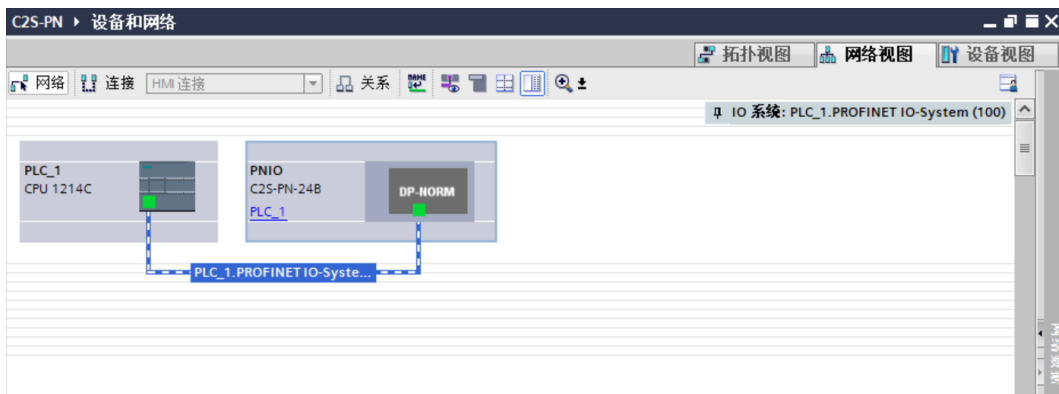 C2S-PN ▸ 设备和网络
拓扑视图 网络视图 设备视图
网络 连接 HMI 连接 关系
IO 系统: PLC_1.PROFINET IO-System (100)
PLC_1
CPU 1214C
PNIO
C2S-PN-24B
PLC_1
DP-NORM
PLC_1.PROFINET IO-Syste...